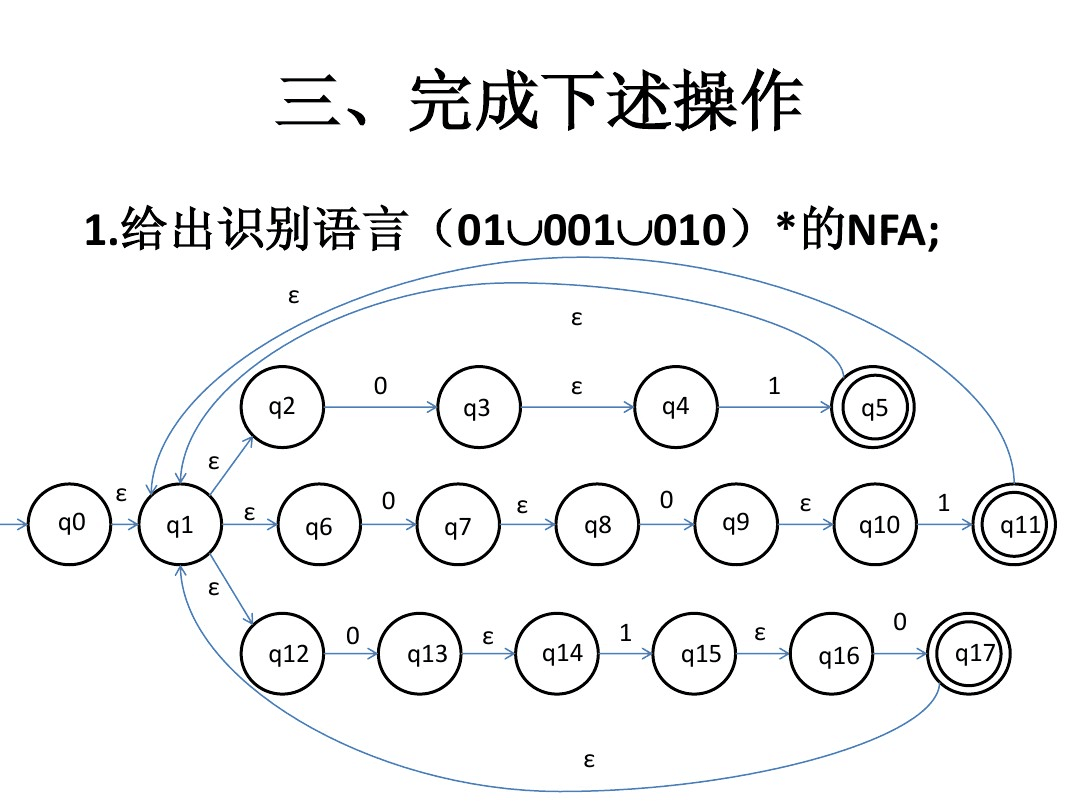 三、完成下述操作
1.给出识别语言（01∪001∪010）*的NFA;
ε
ε
q2 0 q3 ε q4 1 q5
ε
q0 ε q1 ε q6 0 q7 ε q8 0 q9 ε q10 1 q11
ε
q12 0 q13 ε q14 1 q15 ε q16 0 q17
ε